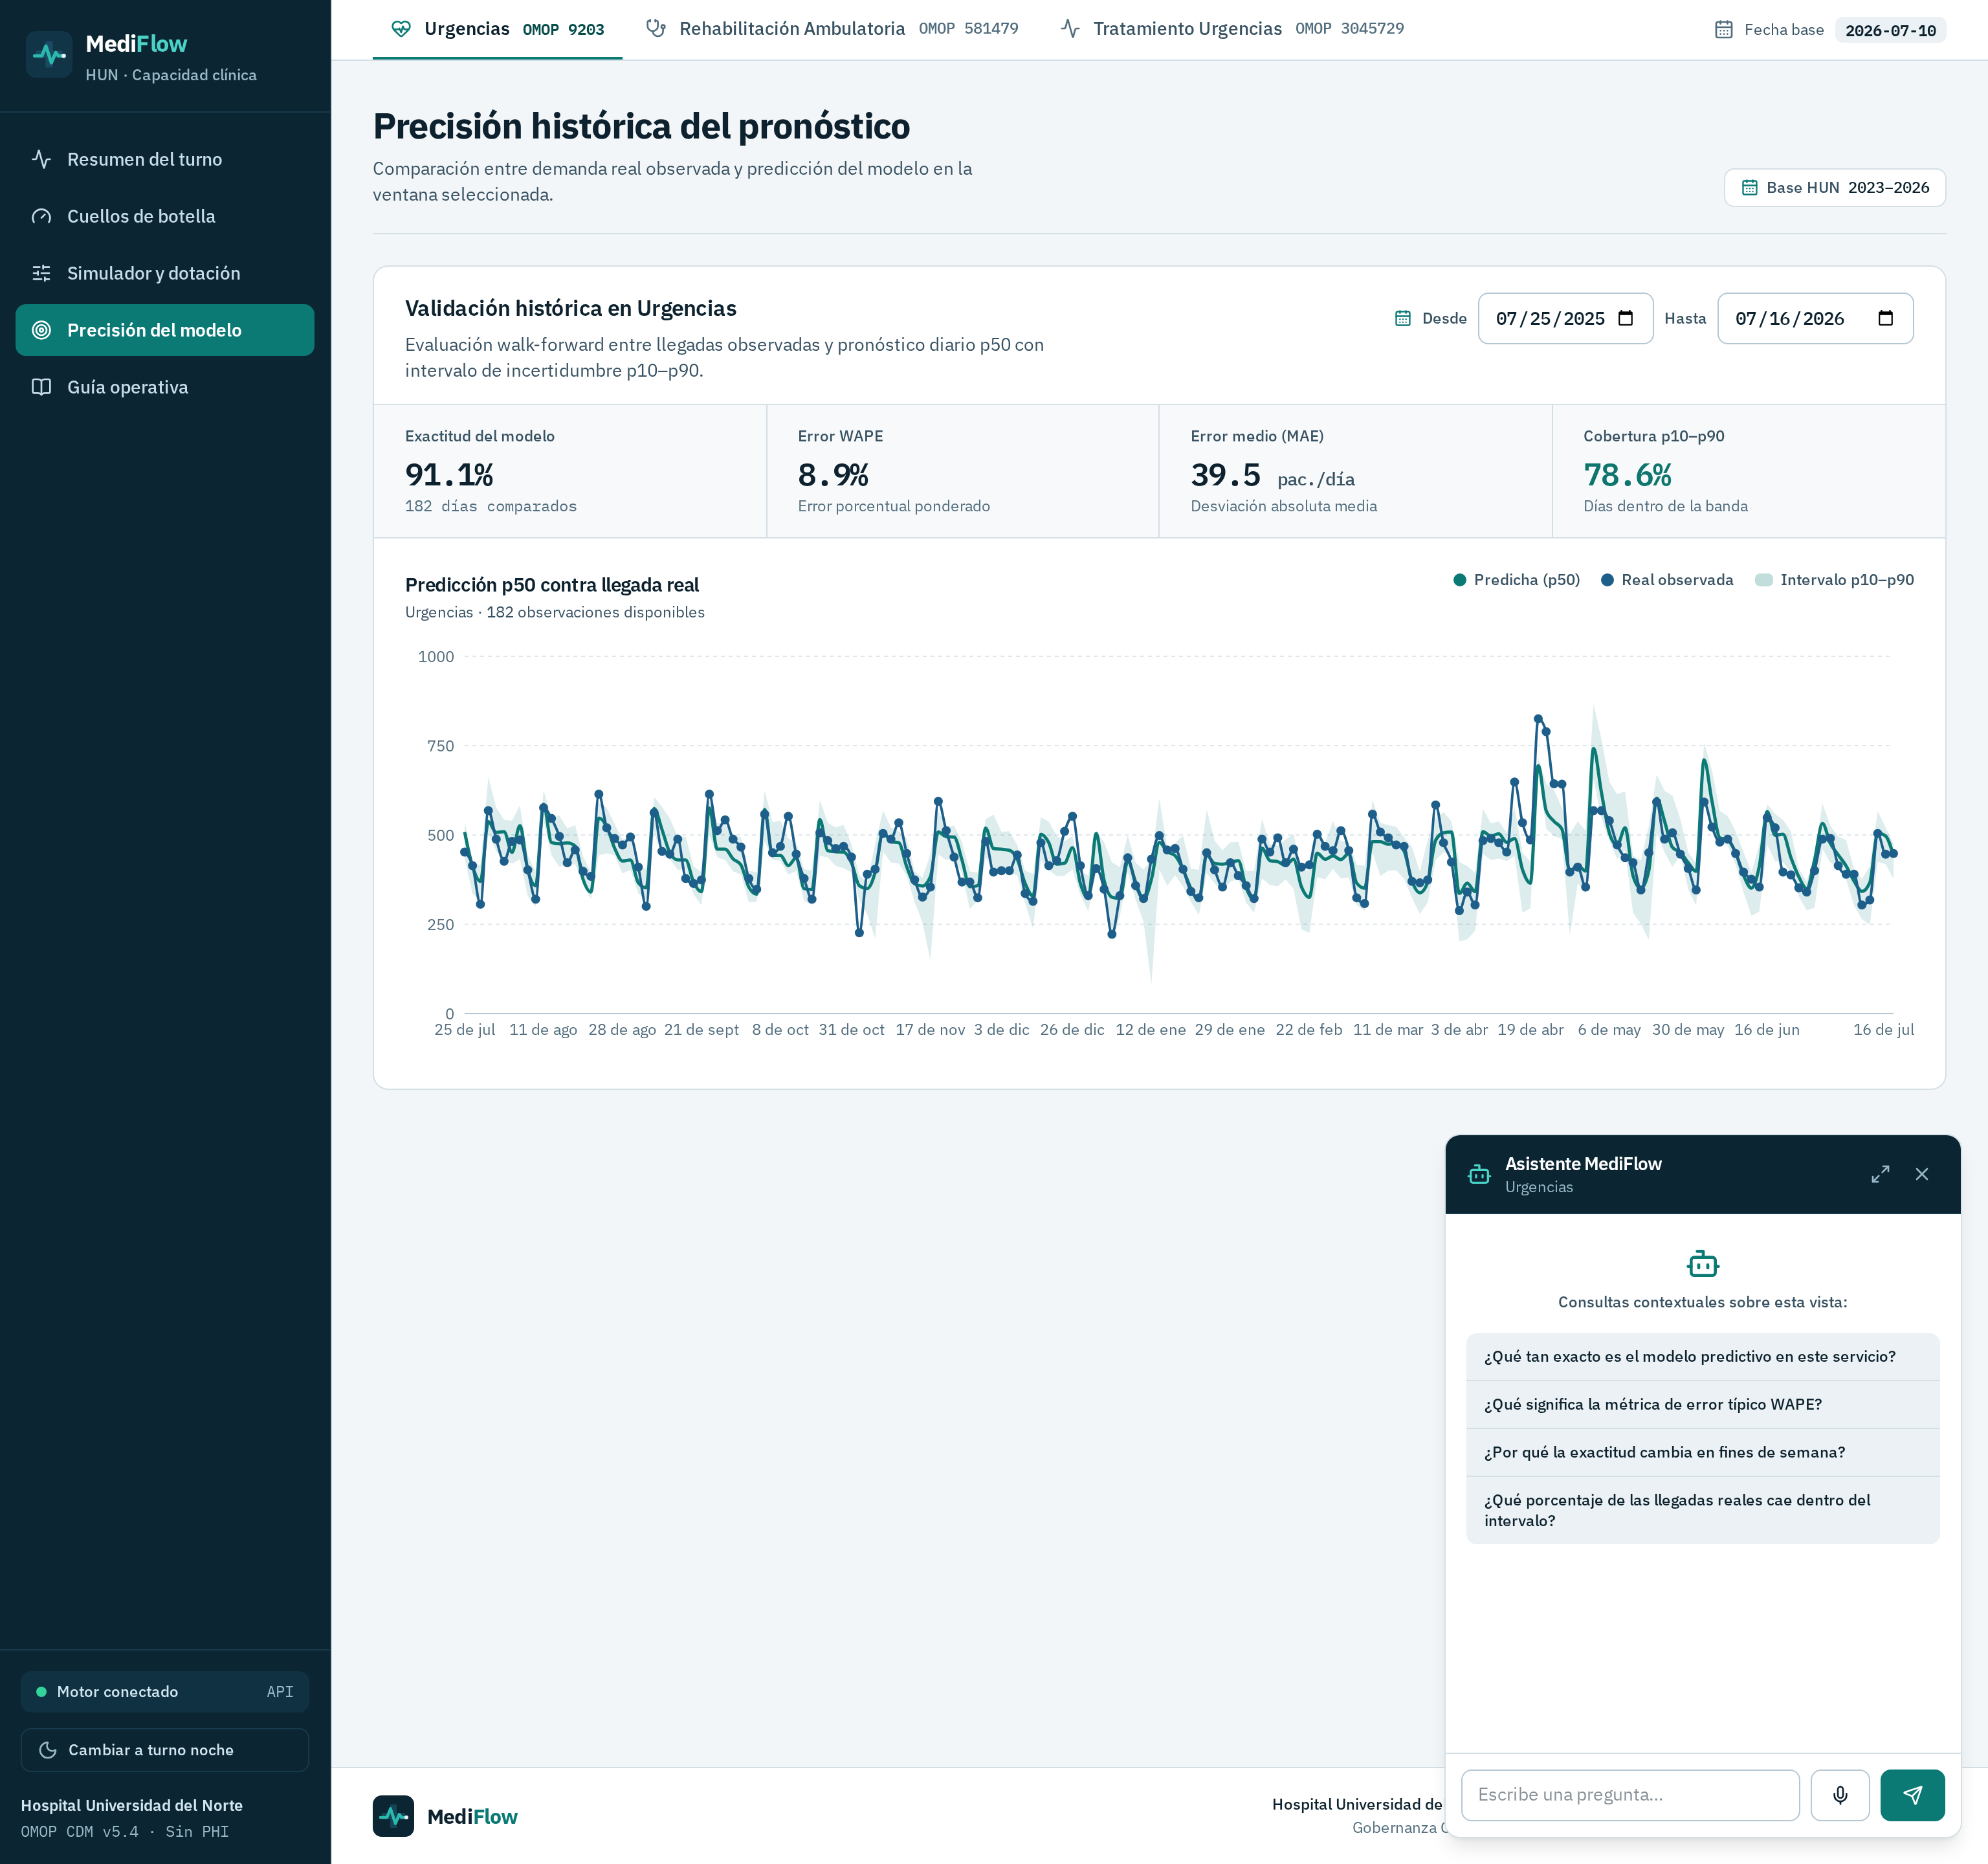 MediFlow
HUN · Capacidad clínica
Resumen del turno
Cuellos de botella
Simulador y dotación
Precisión del modelo
Guía operativa
Motor conectado API
Cambiar a turno noche
Hospital Universidad del Norte
OMOP CDM v5.4 · Sin PHI
Urgencias OMOP 9203 Rehabilitación Ambulatoria OMOP 581479 Tratamiento Urgencias OMOP 3045729 Fecha base 2026-07-10
Precisión histórica del pronóstico
Comparación entre demanda real observada y predicción del modelo en la
ventana seleccionada.
Base HUN 2023–2026
Validación histórica en Urgencias
Evaluación walk-forward entre llegadas observadas y pronóstico diario p50 con
intervalo de incertidumbre p10–p90.
Desde 07/25/2025 Hasta 07/16/2026
Exactitud del modelo
91.1%
182 días comparados
Error WAPE
8.9%
Error porcentual ponderado
Error medio (MAE)
39.5 pac./día
Desviación absoluta media
Cobertura p10–p90
78.6%
Días dentro de la banda
Predicción p50 contra llegada real
Urgencias · 182 observaciones disponibles
Predicha (p50) Real observada Intervalo p10–p90
1000
750
500
250
0
25 de jul 11 de ago 28 de ago 21 de sept 8 de oct 31 de oct 17 de nov 3 de dic 26 de dic 12 de ene 29 de ene 22 de feb 11 de mar 3 de abr 19 de abr 6 de may 30 de may 16 de jun 16 de jul
Asistente MediFlow
Urgencias
Consultas contextuales sobre esta vista:
¿Qué tan exacto es el modelo predictivo en este servicio?
¿Qué significa la métrica de error típico WAPE?
¿Por qué la exactitud cambia en fines de semana?
¿Qué porcentaje de las llegadas reales cae dentro del
intervalo?
Escribe una pregunta...
MediFlow
Hospital Universidad de
Gobernanza